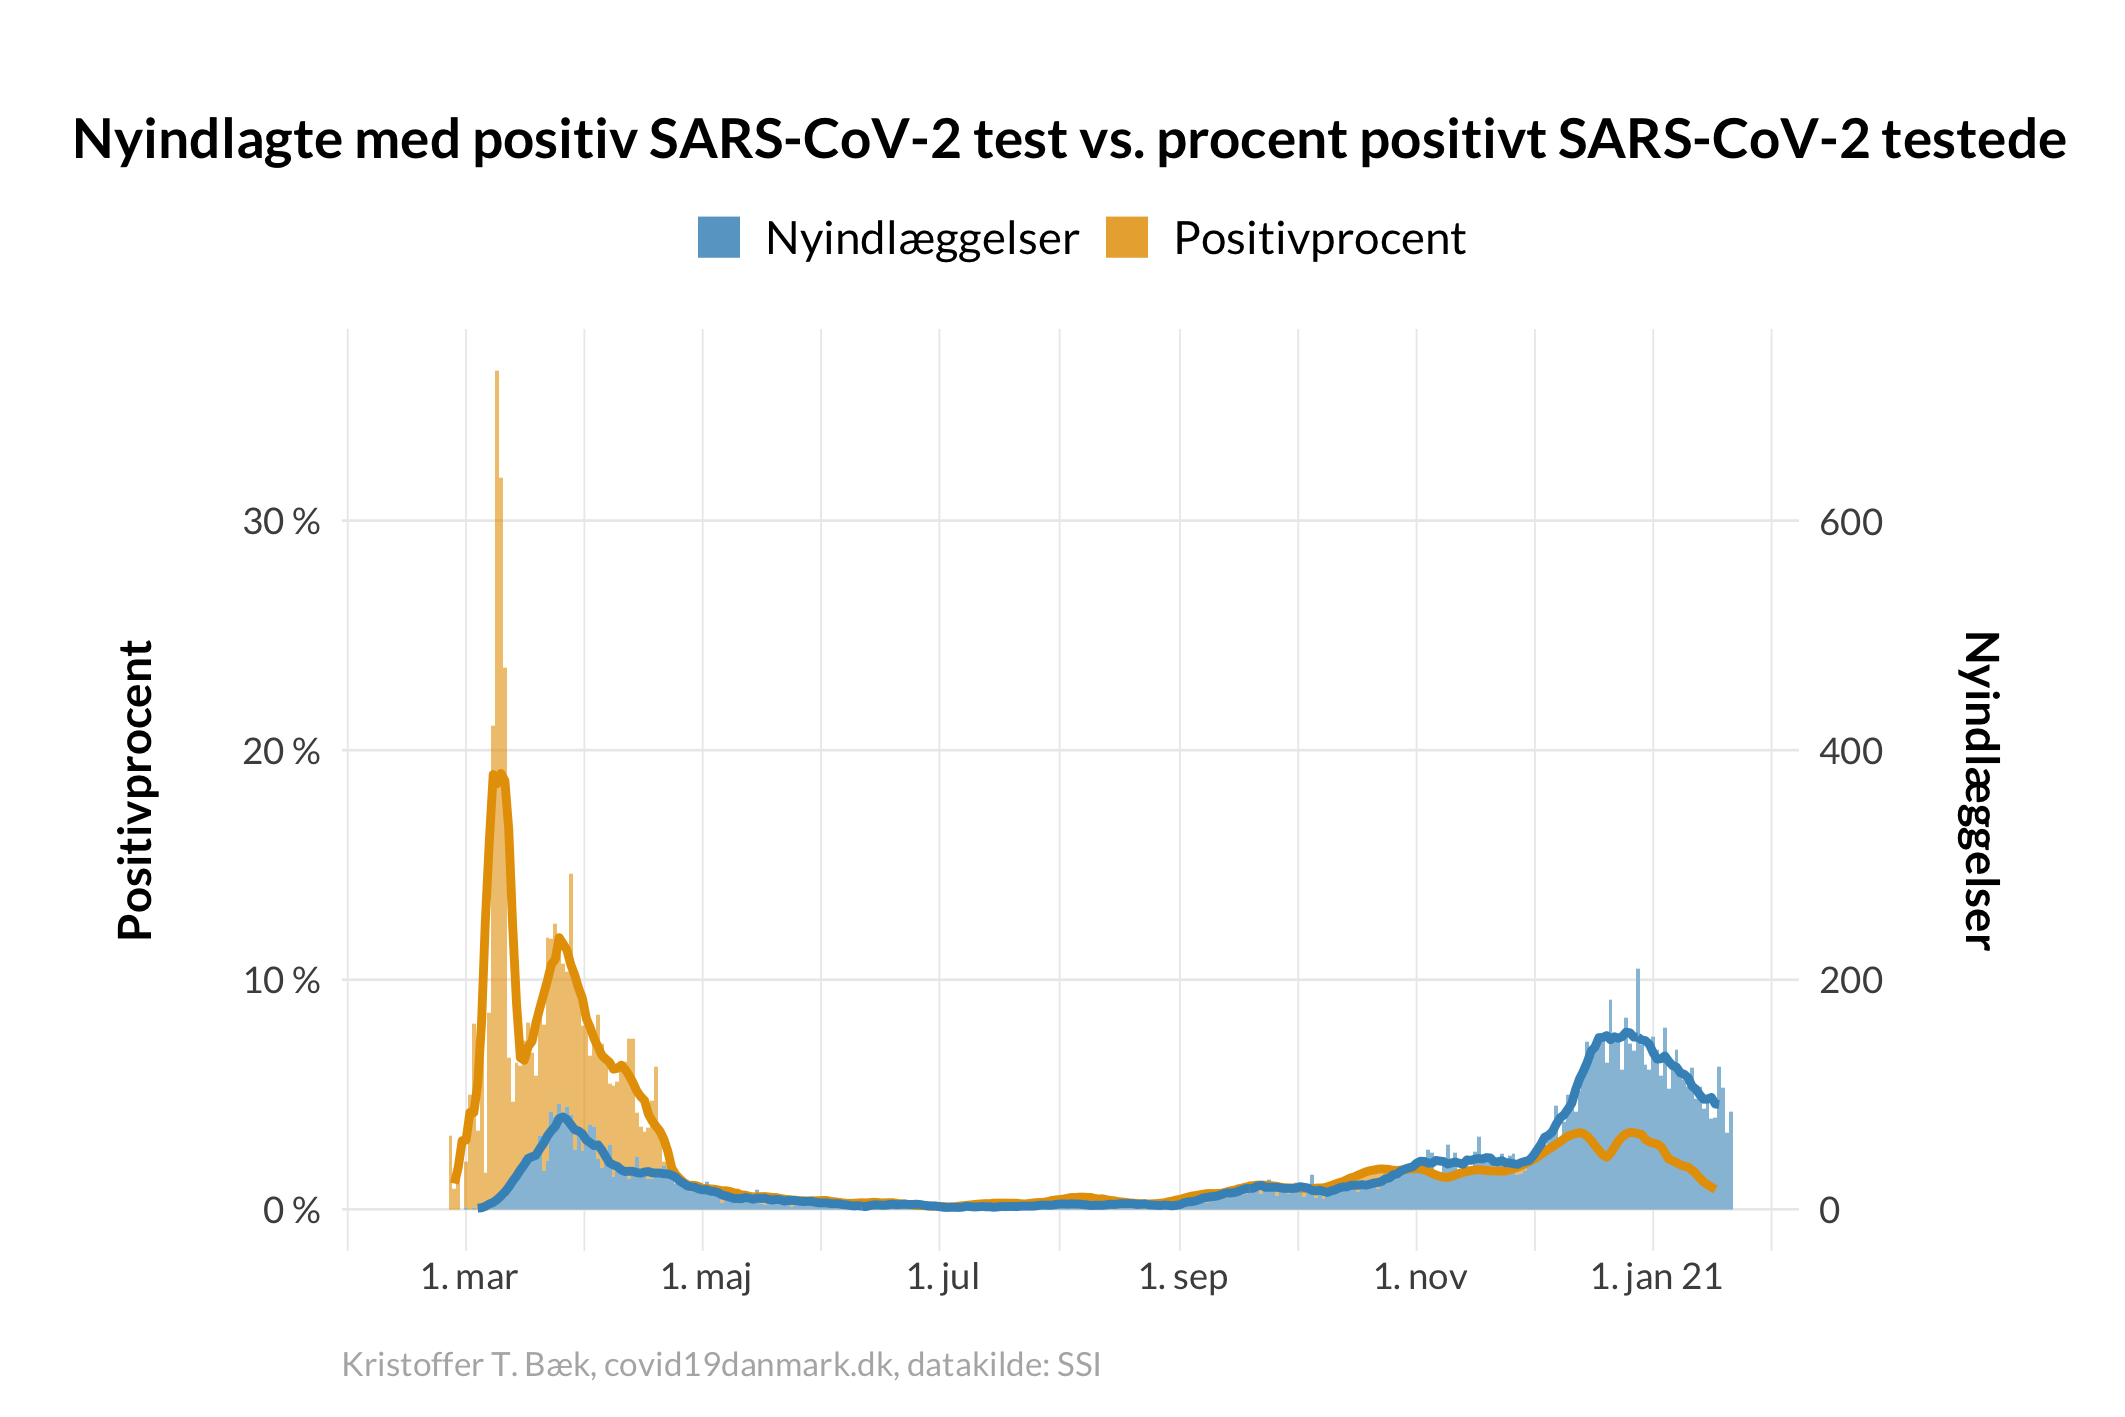 Nyindlagte med positiv SARS-CoV-2 test vs. procent positivt SARS-CoV-2 testede
Nyindlæggelser
Positivprocent
Positivprocent
30 %
20 %
10 %
0 %
600
400
200
0
Nyindlæggelser
1. mar
1. maj
1. jul
1. sep
1. nov
1. jan 21
Kristoffer T. Bæk, covid19danmark.dk, datakilde: SSI